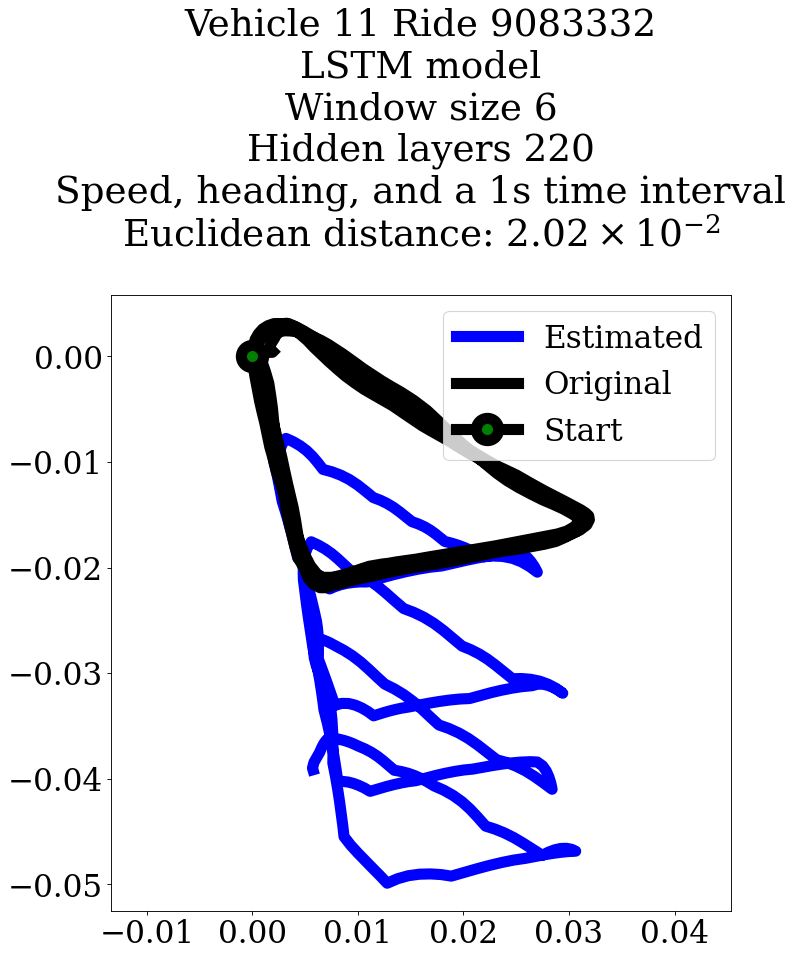 Vehicle 11 Ride 9083332
LSTM model
Window size 6
Hidden layers 220
Speed, heading, and a 1s time interval
Euclidean distance: 2.02 × 10⁻²
Estimated
Original
Start
0.00
−0.01
−0.02
−0.03
−0.04
−0.05
−0.01 0.00 0.01 0.02 0.03 0.04